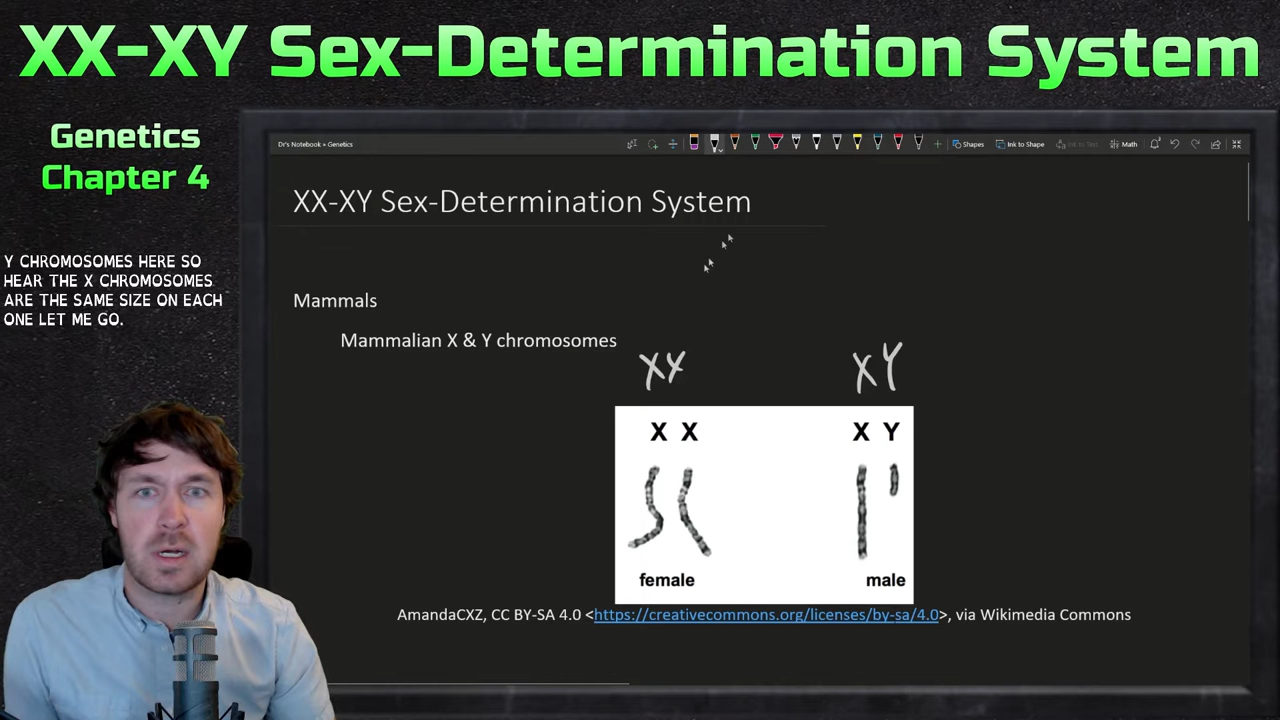 XX-XY Sex-Determination System
Genetics
Chapter 4
Y CHROMOSOMES HERE SO
HEAR THE X CHROMOSOMES
ARE THE SAME SIZE ON EACH
ONE LET ME GO.
Dr's Notebook » Genetics
Shapes
Ink to Shape
Ink to Text
Math
XX-XY Sex-Determination System
Mammals
Mammalian X & Y chromosomes
XX XY
X X X Y
female male
AmandaCXZ, CC BY-SA 4.0 <https://creativecommons.org/licenses/by-sa/4.0>, via Wikimedia Commons